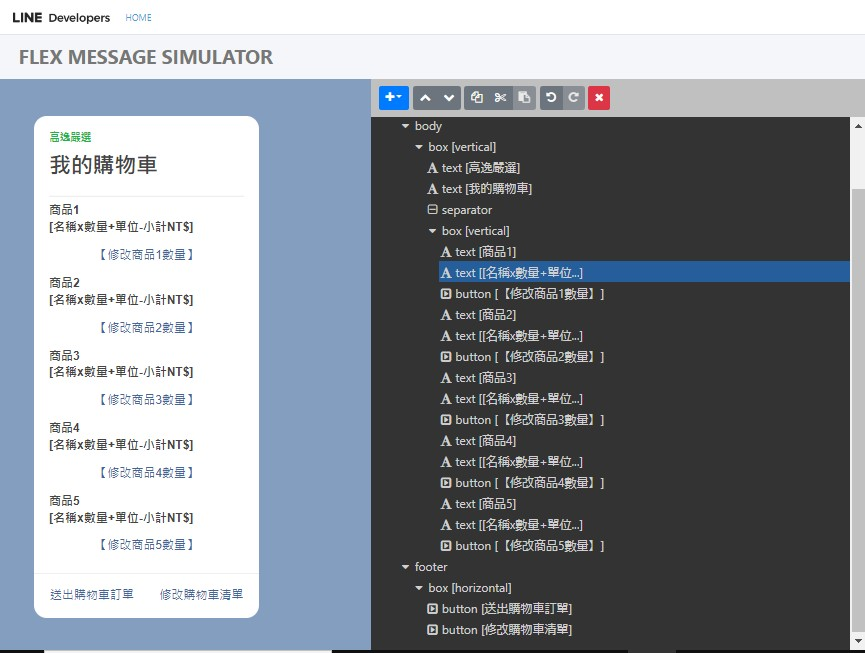 LINE Developers HOME
FLEX MESSAGE SIMULATOR
高逸嚴選
我的購物車
商品1
[名稱x數量+單位-小計NT$]
【修改商品1數量】
商品2
[名稱x數量+單位-小計NT$]
【修改商品2數量】
商品3
[名稱x數量+單位-小計NT$]
【修改商品3數量】
商品4
[名稱x數量+單位-小計NT$]
【修改商品4數量】
商品5
[名稱x數量+單位-小計NT$]
【修改商品5數量】
送出購物車訂單 修改購物車清單
body
box [vertical]
text [高逸嚴選]
text [我的購物車]
separator
box [vertical]
text [商品1]
text [[名稱x數量+單位...]
button [【修改商品1數量】]
text [商品2]
text [[名稱x數量+單位...]
button [【修改商品2數量】]
text [商品3]
text [[名稱x數量+單位...]
button [【修改商品3數量】]
text [商品4]
text [[名稱x數量+單位...]
button [【修改商品4數量】]
text [商品5]
text [[名稱x數量+單位...]
button [【修改商品5數量】]
footer
box [horizontal]
button [送出購物車訂單]
button [修改購物車清單]